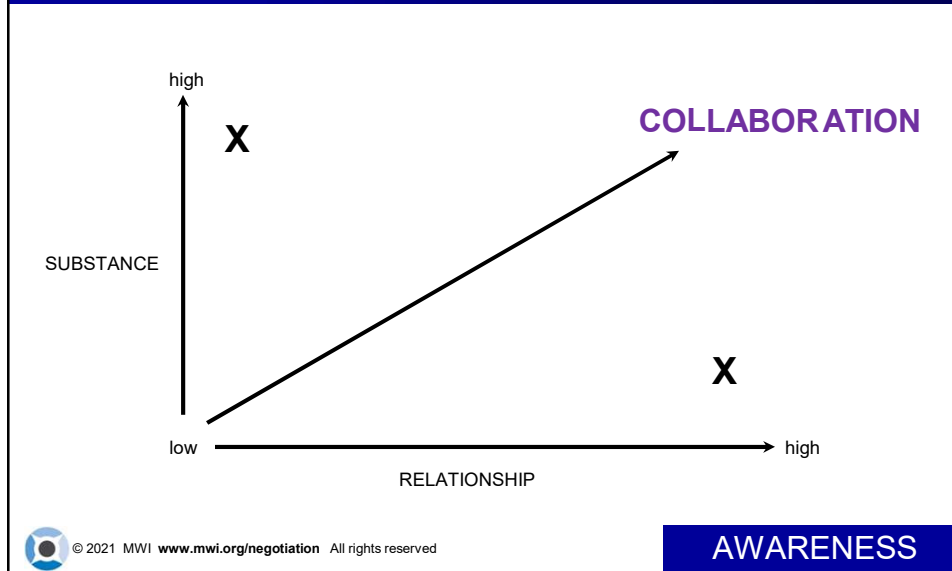 high
X
COLLABORATION
SUBSTANCE
X
low
high
RELATIONSHIP
© 2021 MWI www.mwi.org/negotiation All rights reserved
AWARENESS